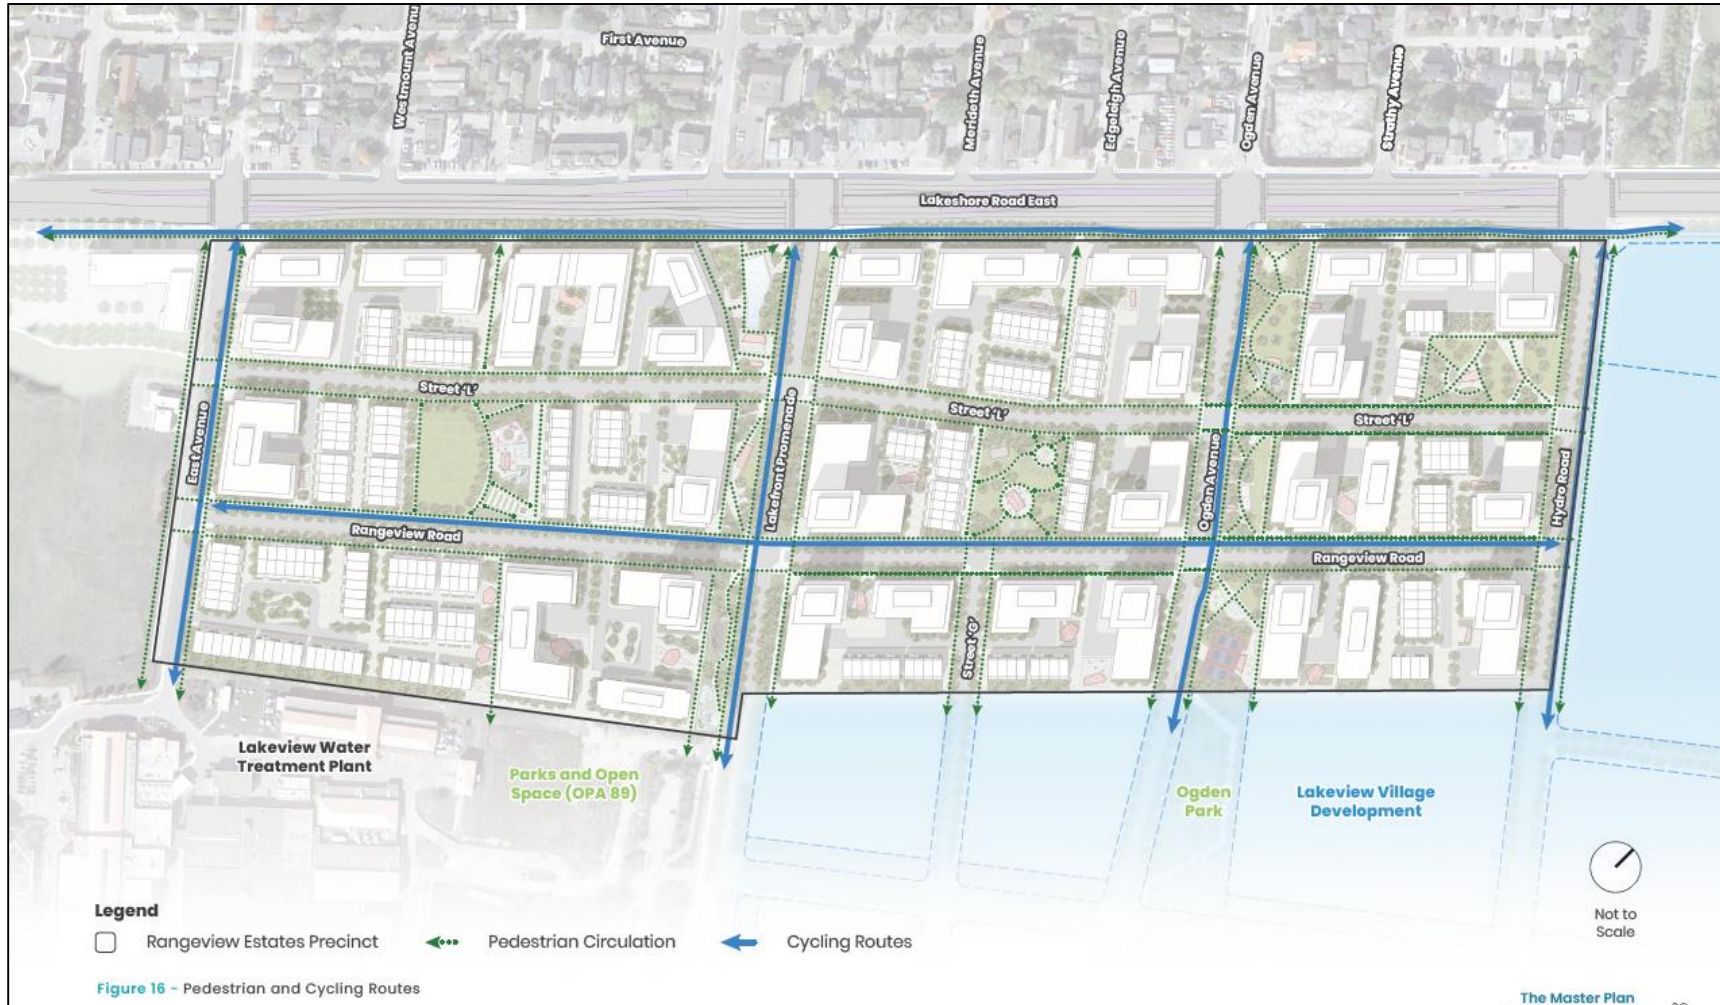 Westmount Avenu
First Avenue
Merideth Avenue
Edgeleigh Avenue
Ogden Avenue
Strathy Avenue
Lakeshore Road East
Street ‘L’
Street ‘L’
Street ‘L’
East Avenue
Lakefront Promenade
Ogden Avenue
Hydro Road
Rangeview Road
Rangeview Road
Street ‘G’
Lakeview Water
Treatment Plant
Parks and Open
Space (OPA 89)
Ogden
Park
Lakeview Village
Development
Not to
Scale
Legend
Rangeview Estates Precinct
Pedestrian Circulation
Cycling Routes
Figure 16 - Pedestrian and Cycling Routes
The Master Plan